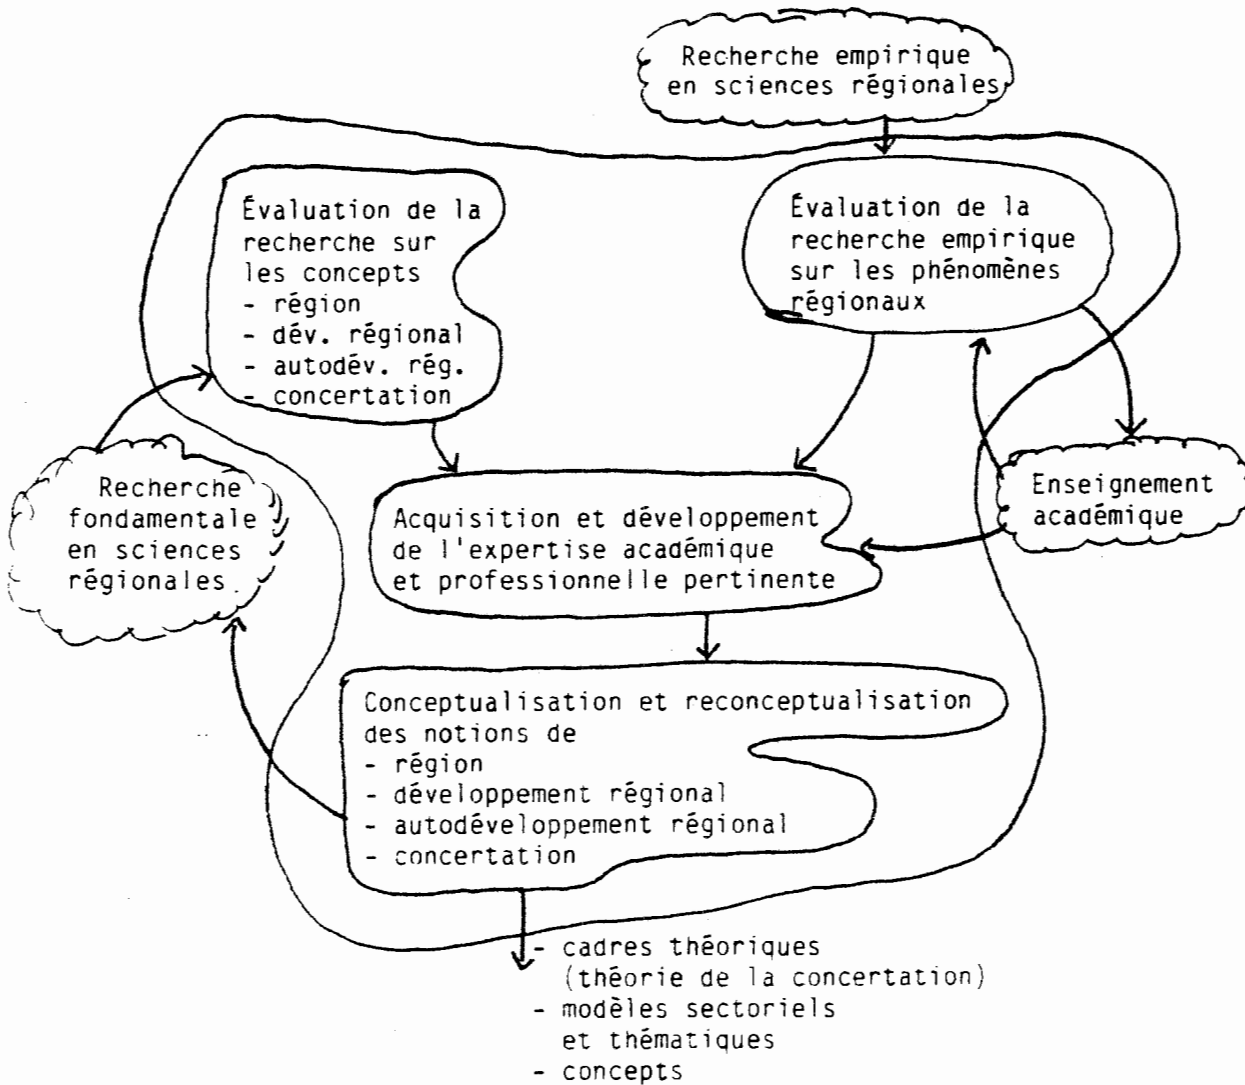 Recherche empirique
en sciences régionales
Évaluation de la
recherche sur
les concepts
- région
- dév. régional
- autodév. rég.
- concertation
Évaluation de la
recherche empirique
sur les phénomènes
régionaux
Recherche
fondamentale
en sciences
régionales
Acquisition et développement
de l'expertise académique
et professionnelle pertinente
Enseignement
académique
Conceptualisation et reconceptualisation
des notions de
- région
- développement régional
- autodéveloppement régional
- concertation
- cadres théoriques
(théorie de la concertation)
- modèles sectoriels
et thématiques
- concepts